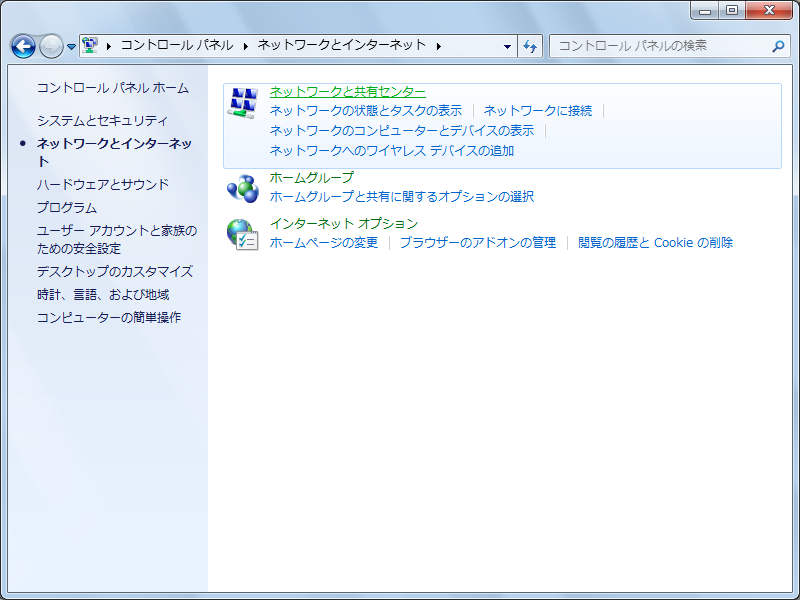 コントロール パネル ネットワークとインターネット
コントロール パネルの検索
コントロール パネル ホーム
システムとセキュリティ
ネットワークとインターネッ
ト
ハードウェアとサウンド
プログラム
ユーザー アカウントと家族の
ための安全設定
デスクトップのカスタマイズ
時計、言語、および地域
コンピューターの簡単操作
ネットワークと共有センター
ネットワークの状態とタスクの表示 ネットワークに接続
ネットワークのコンピューターとデバイスの表示
ネットワークへのワイヤレス デバイスの追加
ホームグループ
ホームグループと共有に関するオプションの選択
インターネット オプション
ホームページの変更 ブラウザーのアドオンの管理 閲覧の履歴と Cookie の削除